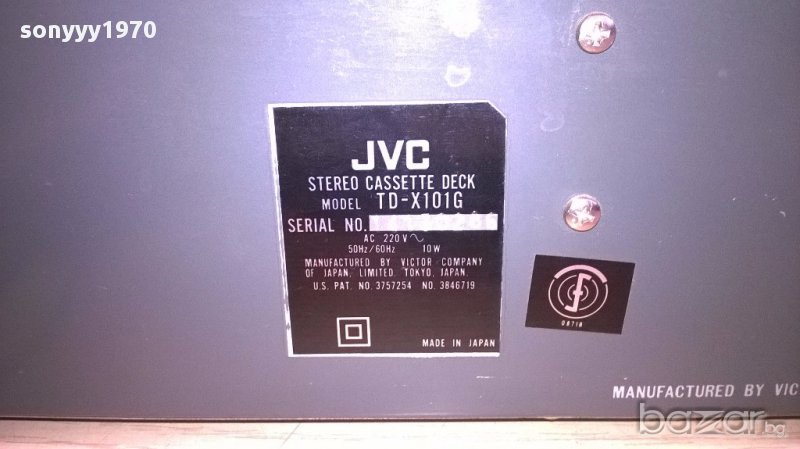 sonyyy1970
JVC
STEREO CASSETTE DECK
MODEL TD-X101G
SERIAL NO.
AC 220V~
50Hz/60Hz 10W
MANUFACTURED BY VICTOR COMPANY
OF JAPAN, LIMITED. TOKYO, JAPAN.
U.S. PAT. NO. 3757254 NO. 3846719
MADE IN JAPAN
08718
MANUFACTURED BY VIC
bazar.bg